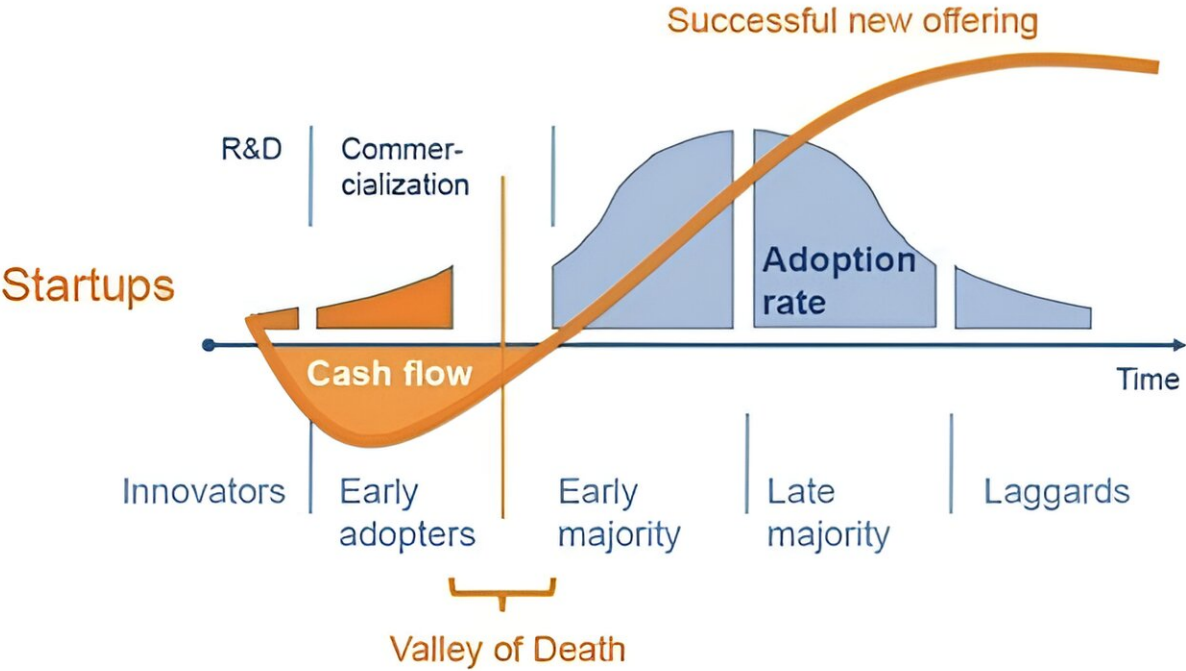 Successful new offering
R&D
Commer-
cialization
Startups
Adoption
rate
Cash flow
Time
Innovators
Early
adopters
Early
majority
Late
majority
Laggards
Valley of Death